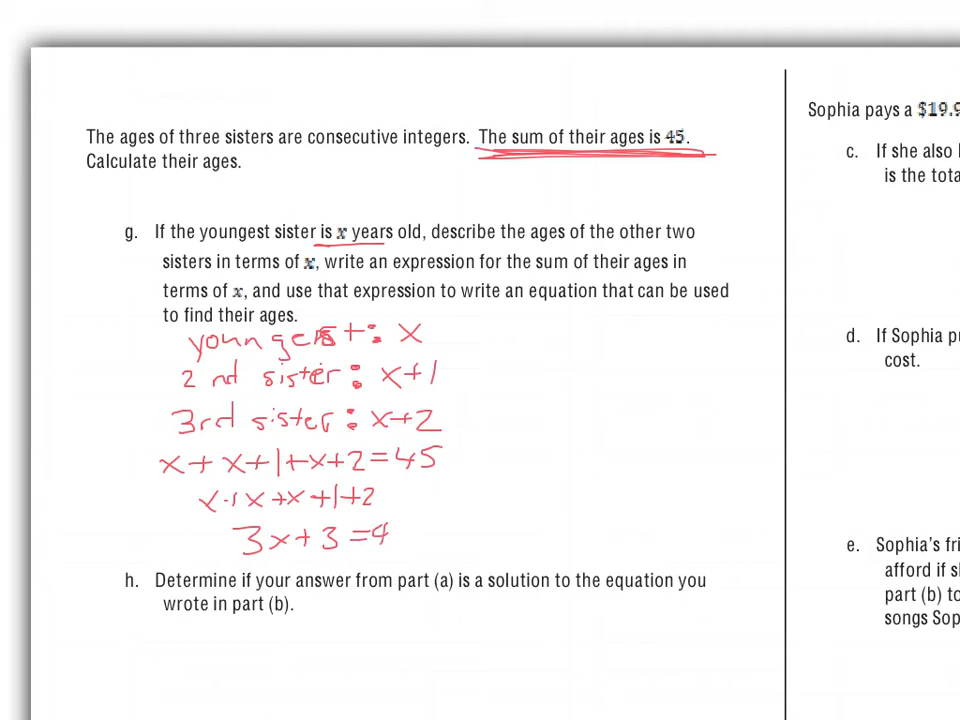 The ages of three sisters are consecutive integers. The sum of their ages is 45.
Calculate their ages.
g. If the youngest sister is x years old, describe the ages of the other two
sisters in terms of x, write an expression for the sum of their ages in
terms of x, and use that expression to write an equation that can be used
to find their ages.
youngest: x
2nd sister: x+1
3rd sister: x+2
x + x+1+x+2=45
x+x+x+1+2
3x+3=4
h. Determine if your answer from part (a) is a solution to the equation you
wrote in part (b).
Sophia pays a $19.9
c. If she also
is the tota
d. If Sophia p
cost.
e. Sophia's fri
afford if s
part (b) to
songs Sop